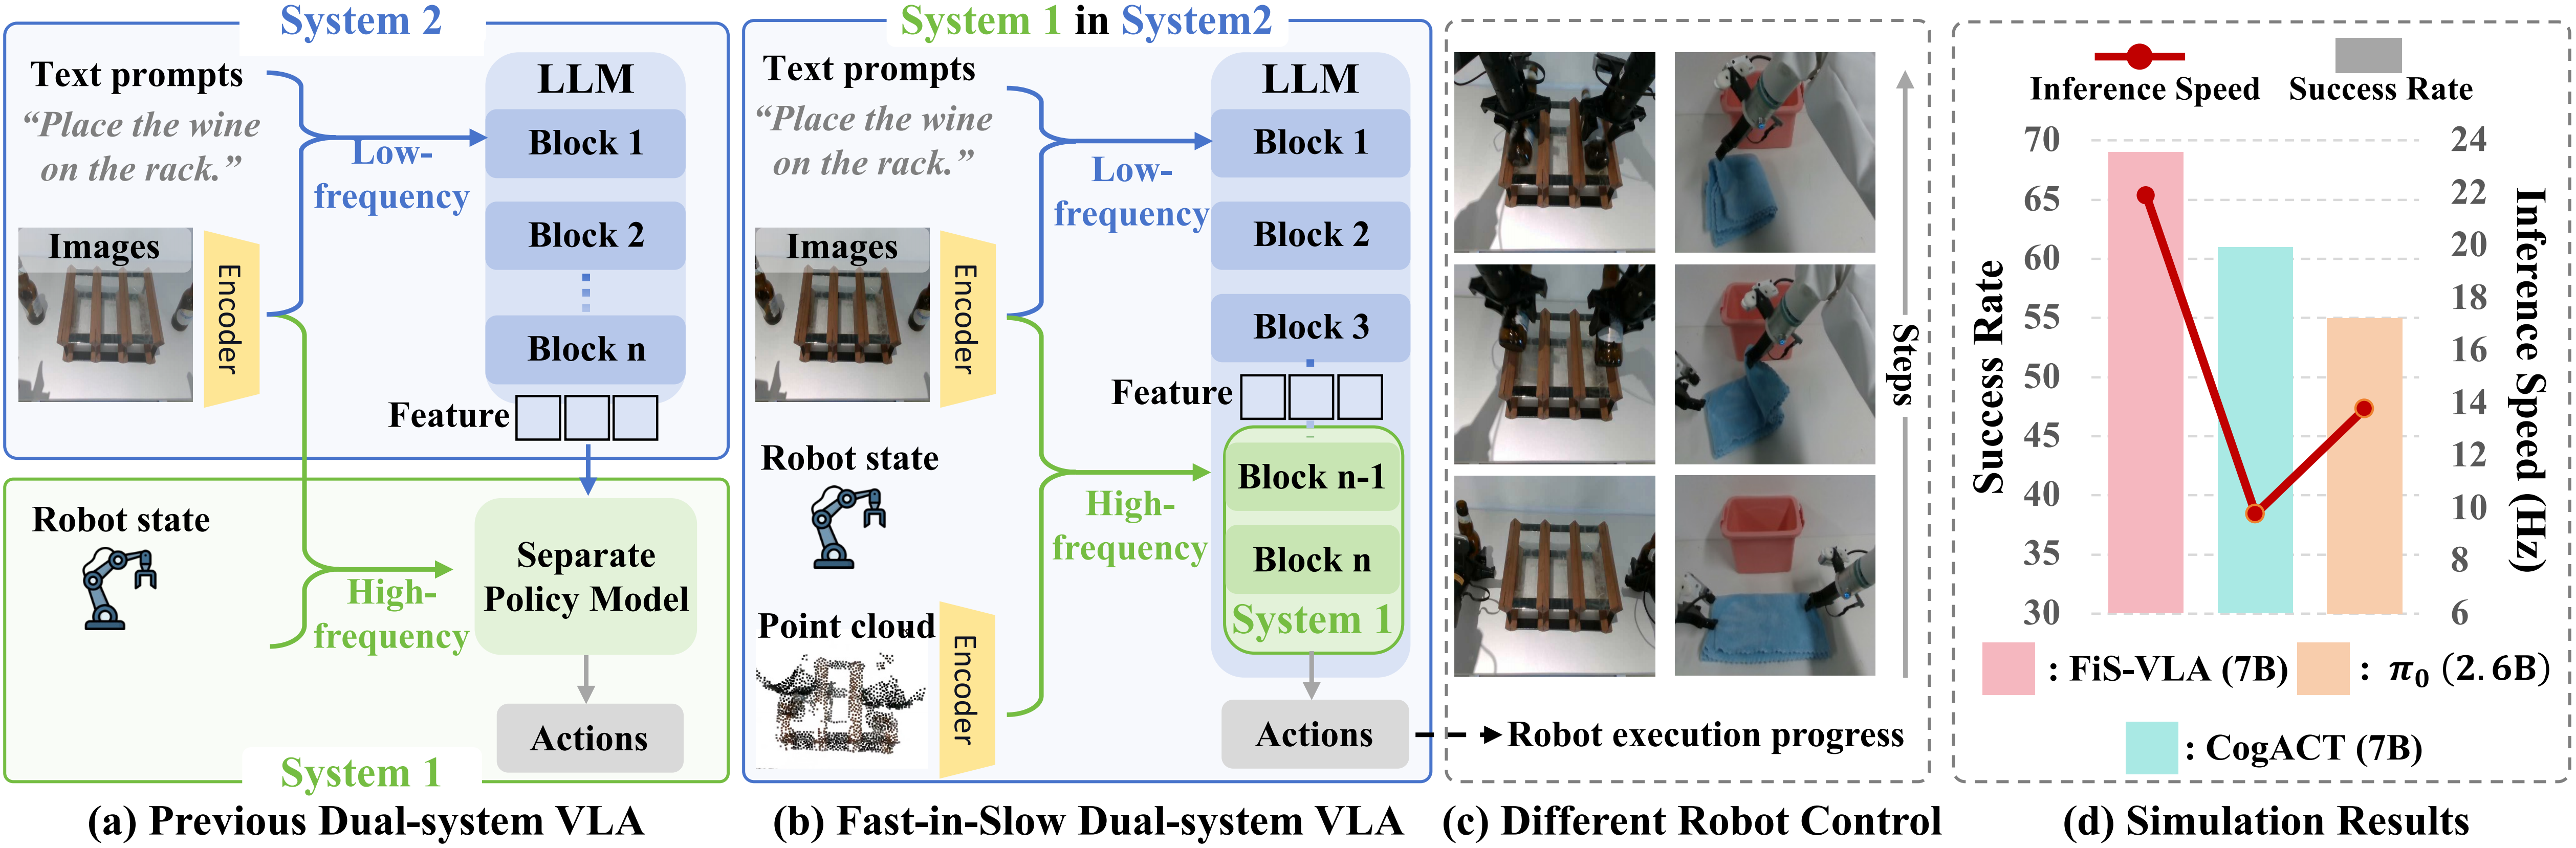 System 2
Text prompts
“Place the wine
on the rack.”
Low-
frequency
Images
Encoder
LLM
Block 1
Block 2
Block n
Feature
Robot state
High-
frequency
Separate
Policy Model
Actions
System 1
(a) Previous Dual-system VLA
System 1 in System2
Text prompts
“Place the wine
on the rack.”
Low-
frequency
Images
Encoder
LLM
Block 1
Block 2
Block 3
Feature
Robot state
High-
frequency
Block n-1
Block n
System 1
Point cloud
Encoder
Actions
(b) Fast-in-Slow Dual-system VLA
Steps
Robot execution progress
(c) Different Robot Control
Inference Speed
Success Rate
Success Rate
70
65
60
55
50
45
40
35
30
24
22
20
18
16
14
12
10
8
6
Inference Speed (Hz)
: FiS-VLA (7B)
: π₀ (2.6B)
: CogACT (7B)
(d) Simulation Results